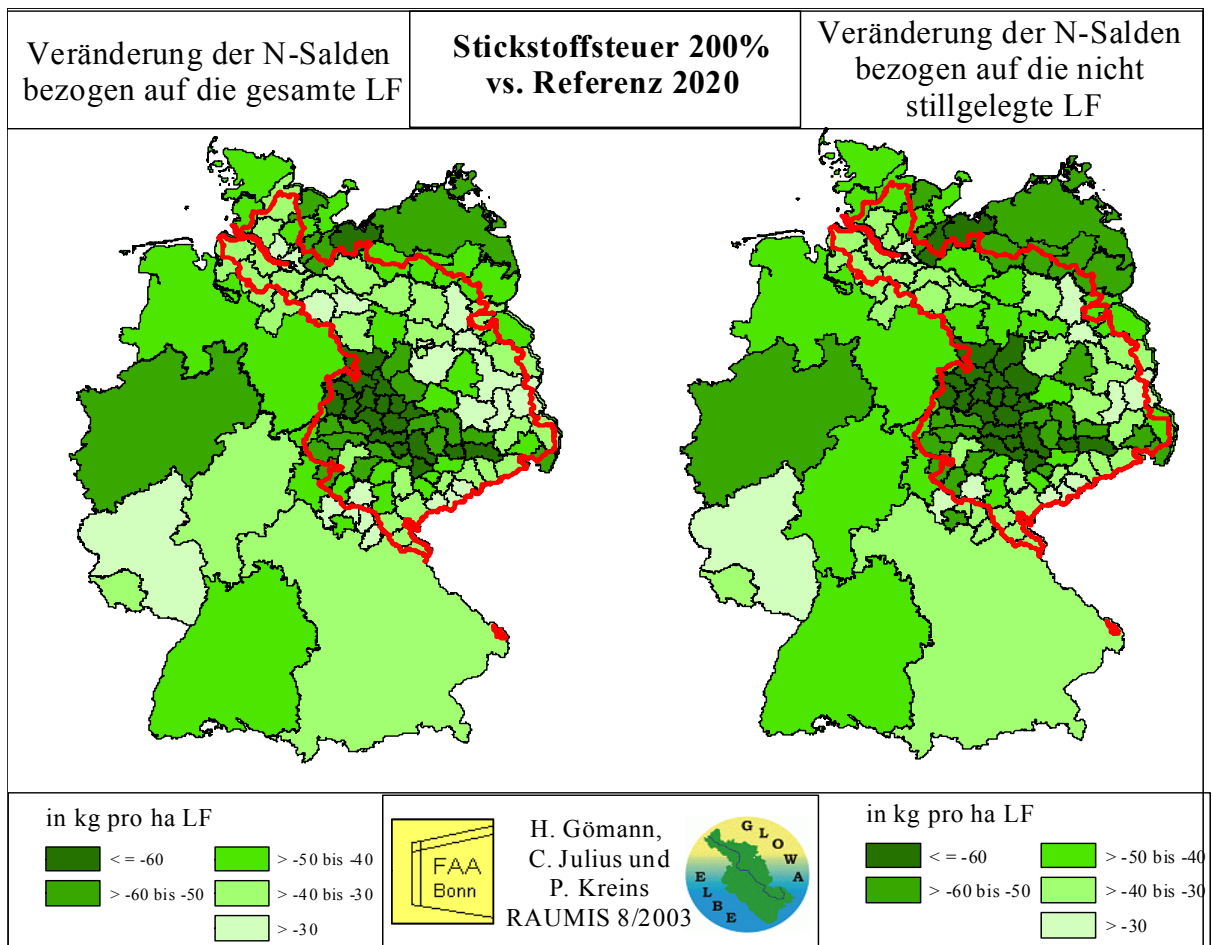 Veränderung der N-Salden
bezogen auf die gesamte LF
Stickstoffsteuer 200%
vs. Referenz 2020
Veränderung der N-Salden
bezogen auf die nicht
stillgelegte LF
in kg pro ha LF
< = -60
> -60 bis -50
> -50 bis -40
> -40 bis -30
> -30
FAA
Bonn
H. Gömann,
C. Julius und
P. Kreins
RAUMIS 8/2003
GLOWA
ELBE
in kg pro ha LF
< = -60
> -60 bis -50
> -50 bis -40
> -40 bis -30
> -30